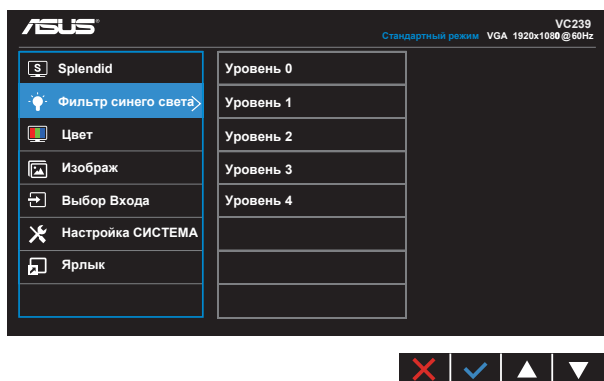 ASUS
VC239
Стандартный режим VGA 1920x1080@60Hz
S Splendid
Фильтр синего света
Цвет
Изображ
Выбор Входа
Настройка СИСТЕМА
Ярлык
Уровень 0
Уровень 1
Уровень 2
Уровень 3
Уровень 4